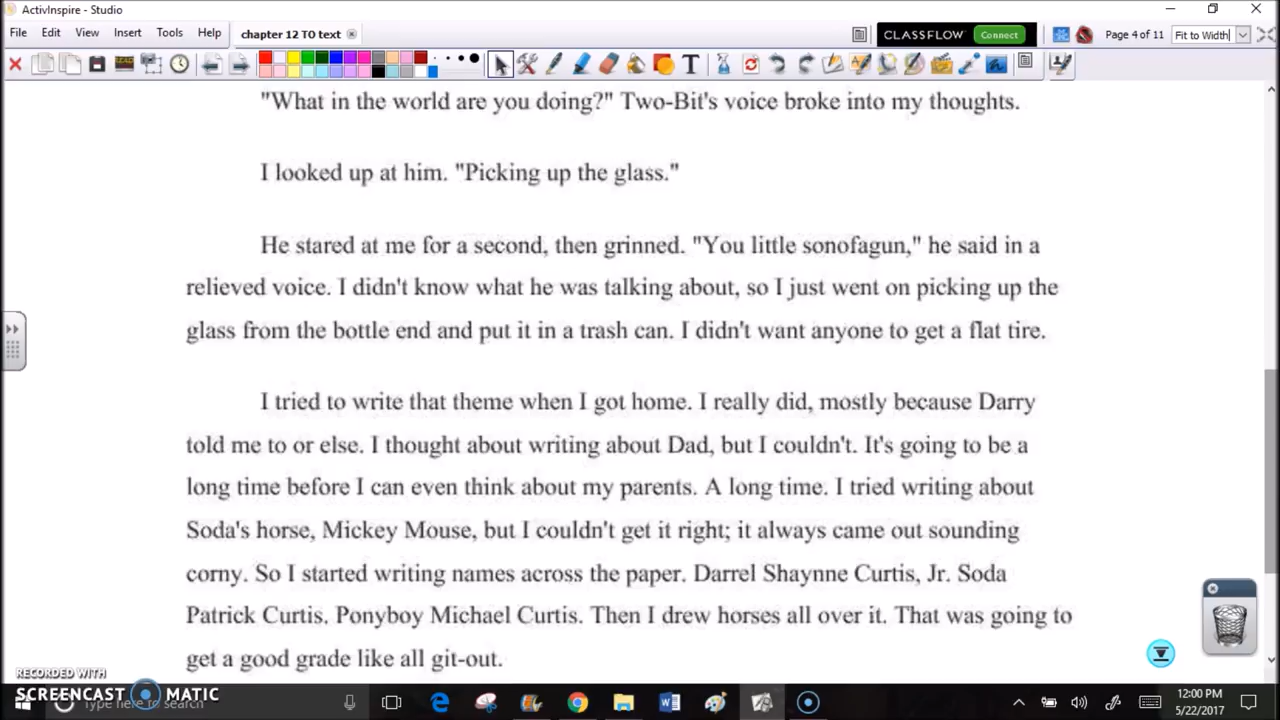 ActivInspire - Studio
File Edit View Insert Tools Help chapter 12 TO text CLASSFLOW Connect Page 4 of 11 Fit to Width
"What in the world are you doing?" Two-Bit's voice broke into my thoughts.
I looked up at him. "Picking up the glass."
He stared at me for a second, then grinned. "You little sonofagun," he said in a
relieved voice. I didn't know what he was talking about, so I just went on picking up the
glass from the bottle end and put it in a trash can. I didn't want anyone to get a flat tire.
I tried to write that theme when I got home. I really did, mostly because Darry
told me to or else. I thought about writing about Dad, but I couldn't. It's going to be a
long time before I can even think about my parents. A long time. I tried writing about
Soda's horse, Mickey Mouse, but I couldn't get it right; it always came out sounding
corny. So I started writing names across the paper. Darrel Shaynne Curtis, Jr. Soda
Patrick Curtis. Ponyboy Michael Curtis. Then I drew horses all over it. That was going to
get a good grade like all git-out.
RECORDED WITH
SCREENCAST MATIC
Type here to search
12:00 PM
5/22/2017